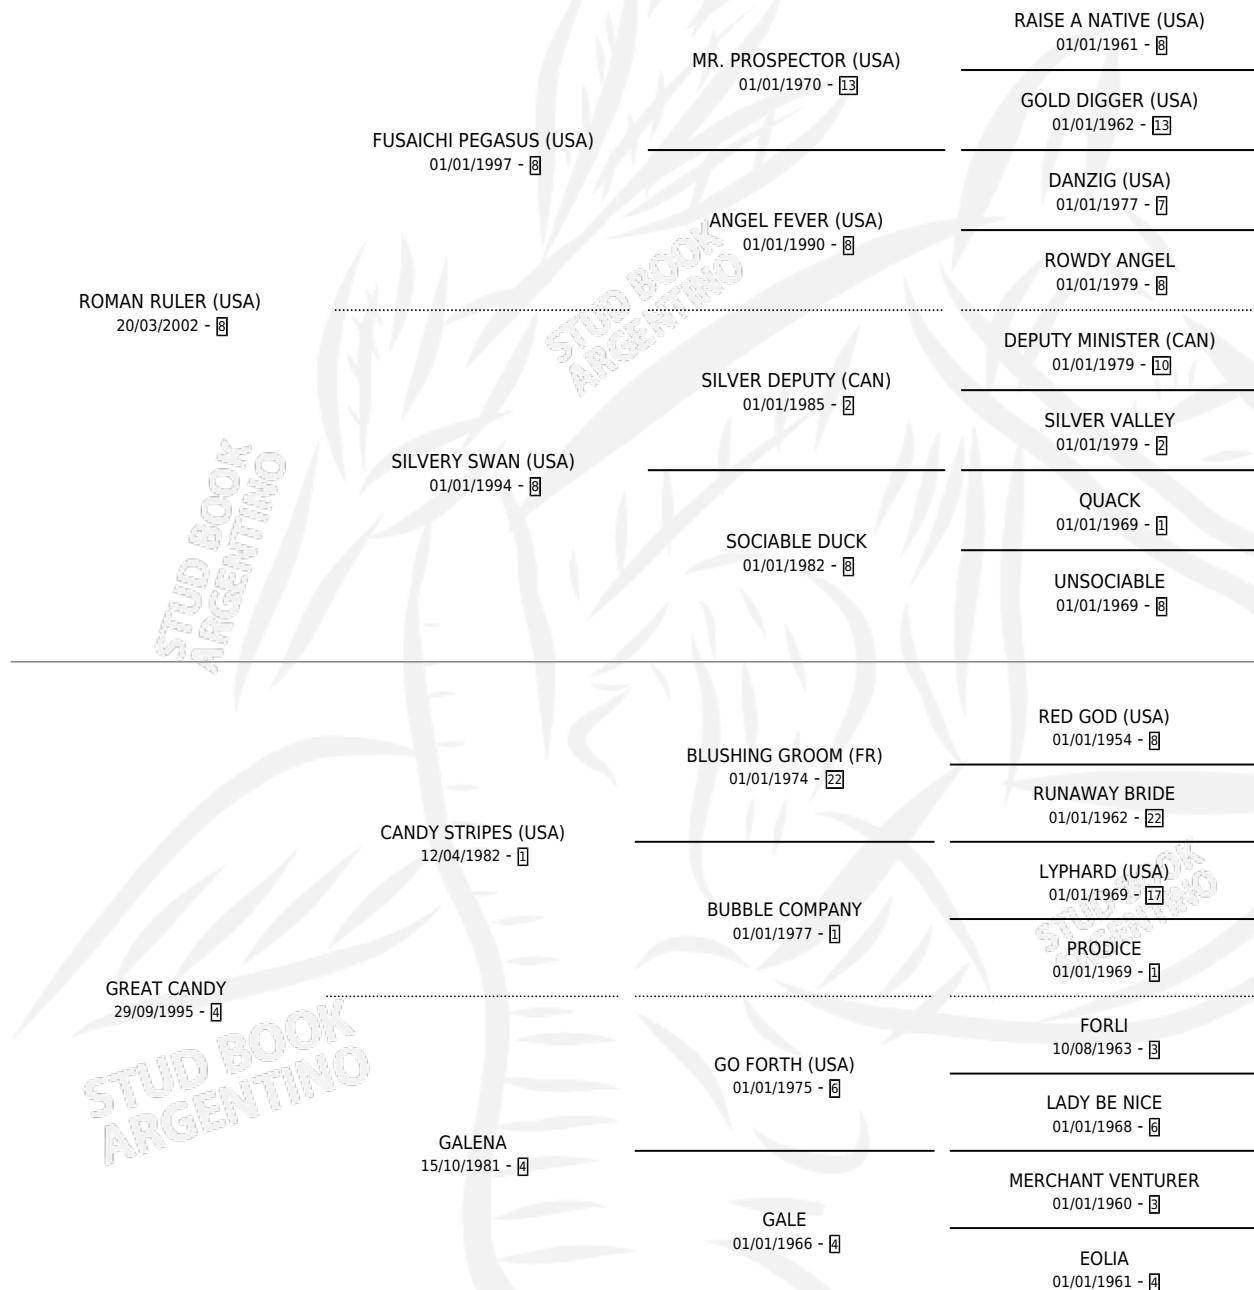 RAISE A NATIVE (USA)
01/01/1961 - 8
MR. PROSPECTOR (USA)
01/01/1970 - 13
GOLD DIGGER (USA)
01/01/1962 - 13
FUSAICHI PEGASUS (USA)
01/01/1997 - 8
DANZIG (USA)
01/01/1977 - 7
ANGEL FEVER (USA)
01/01/1990 - 8
ROWDY ANGEL
01/01/1979 - 8
ROMAN RULER (USA)
20/03/2002 - 8
DEPUTY MINISTER (CAN)
01/01/1979 - 10
SILVER DEPUTY (CAN)
01/01/1985 - 2
SILVER VALLEY
01/01/1979 - 2
SILVERY SWAN (USA)
01/01/1994 - 8
QUACK
01/01/1969 - 1
SOCIABLE DUCK
01/01/1982 - 8
UNSOCIABLE
01/01/1969 - 8
RED GOD (USA)
01/01/1954 - 8
BLUSHING GROOM (FR)
01/01/1974 - 22
RUNAWAY BRIDE
01/01/1962 - 22
CANDY STRIPES (USA)
12/04/1982 - 1
LYPHARD (USA)
01/01/1969 - 17
BUBBLE COMPANY
01/01/1977 - 1
PRODICE
01/01/1969 - 1
GREAT CANDY
29/09/1995 - 4
FORLI
10/08/1963 - 3
GO FORTH (USA)
01/01/1975 - 6
LADY BE NICE
01/01/1968 - 6
GALENA
15/10/1981 - 4
MERCHANT VENTURER
01/01/1960 - 3
GALE
01/01/1966 - 4
EOLIA
01/01/1961 - 4
STUD BOOK
ARGENTINO
STUD BOOK
ARGENTINO
STUD BOOK
ARGENTINO
STUD BOOK
ARGENTINO